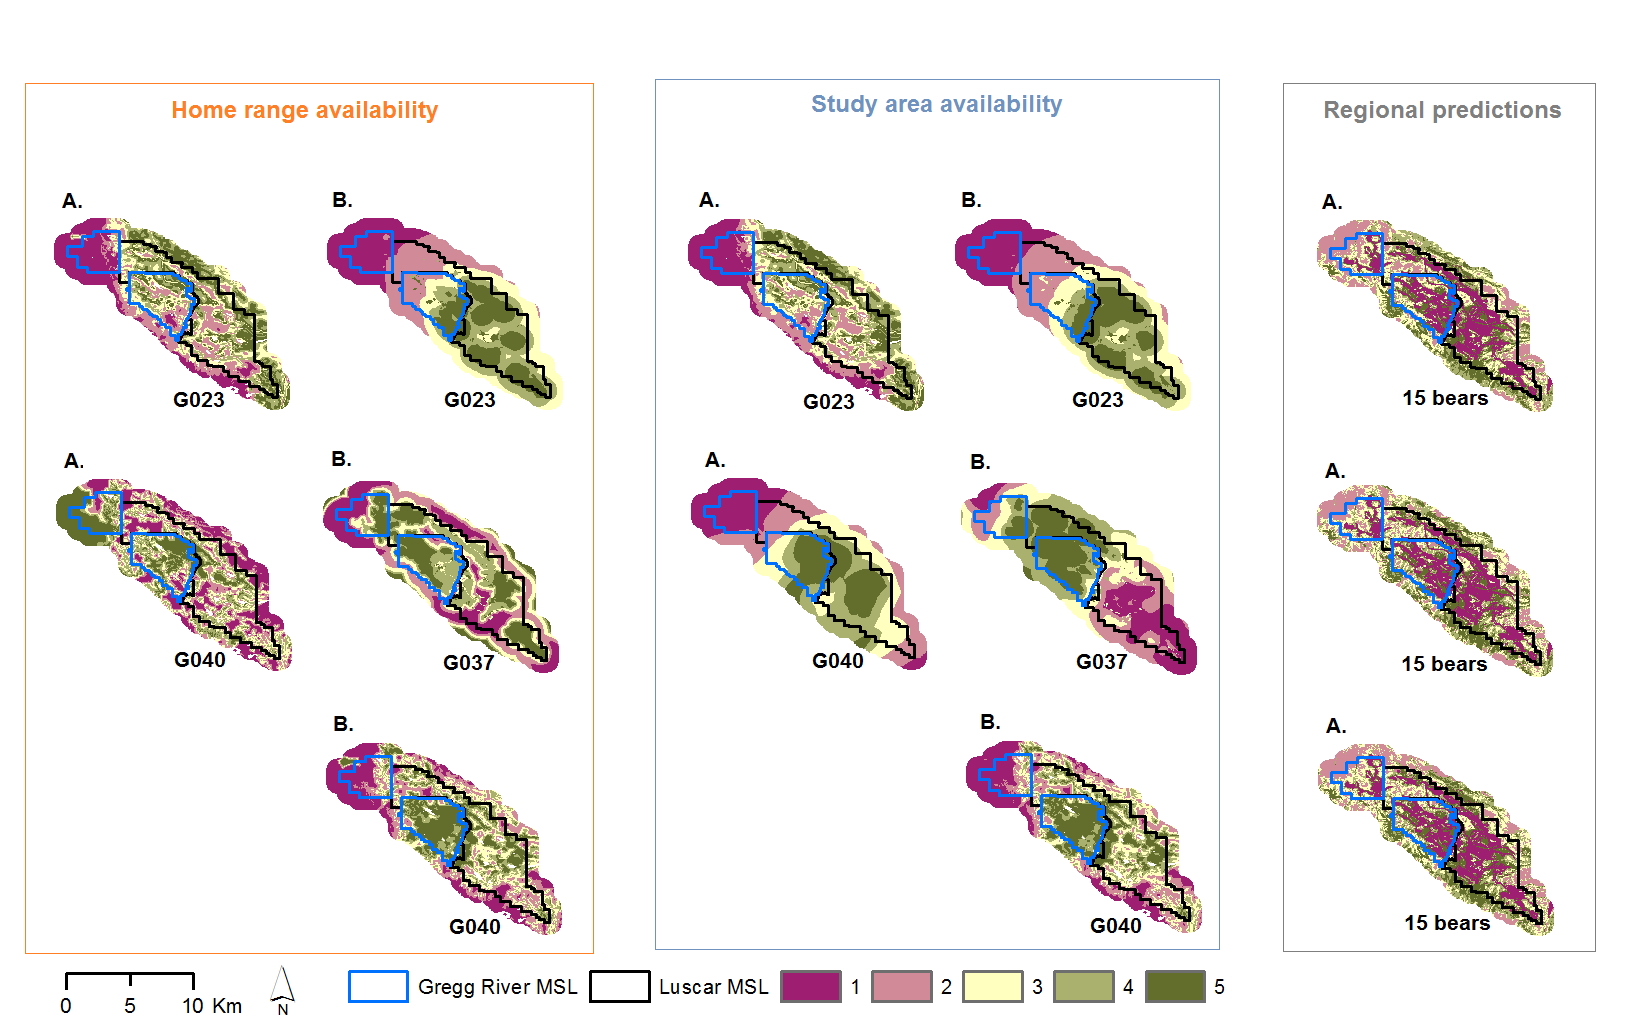 Home range availability
Study area availability
Regional predictions
A.
B.
A.
B.
A.
G023
G023
G023
G023
15 bears
A.
B.
A.
B.
A.
G040
G037
G040
G037
15 bears
B.
B.
A.
G040
G040
15 bears
0 5 10 Km
N
Gregg River MSL
Luscar MSL
1
2
3
4
5